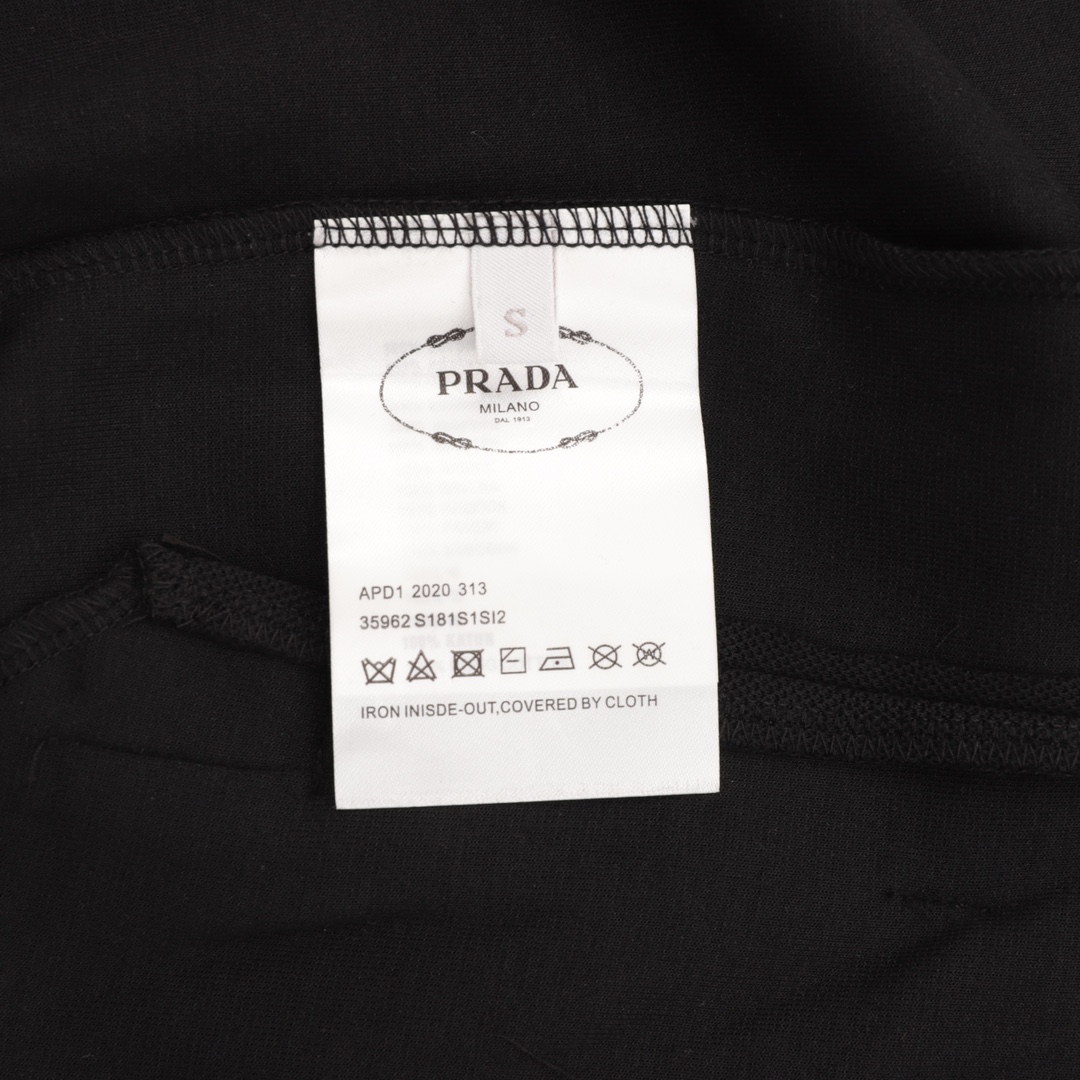 S
PRADA
MILANO
DAL 1913
APD1 2020 313
35962 S181S1SI2
IRON INISDE-OUT,COVERED BY CLOTH